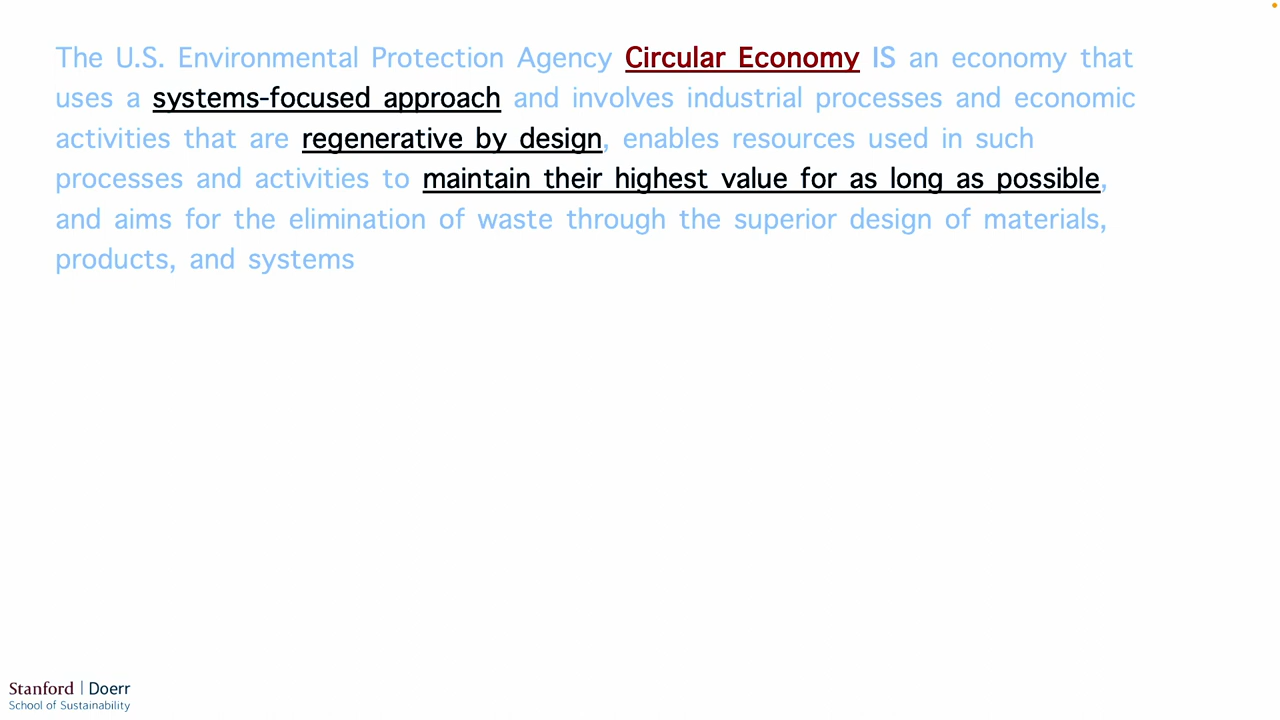 The U.S. Environmental Protection Agency Circular Economy IS an economy that
uses a systems-focused approach and involves industrial processes and economic
activities that are regenerative by design, enables resources used in such
processes and activities to maintain their highest value for as long as possible,
and aims for the elimination of waste through the superior design of materials,
products, and systems
Stanford | Doerr
School of Sustainability